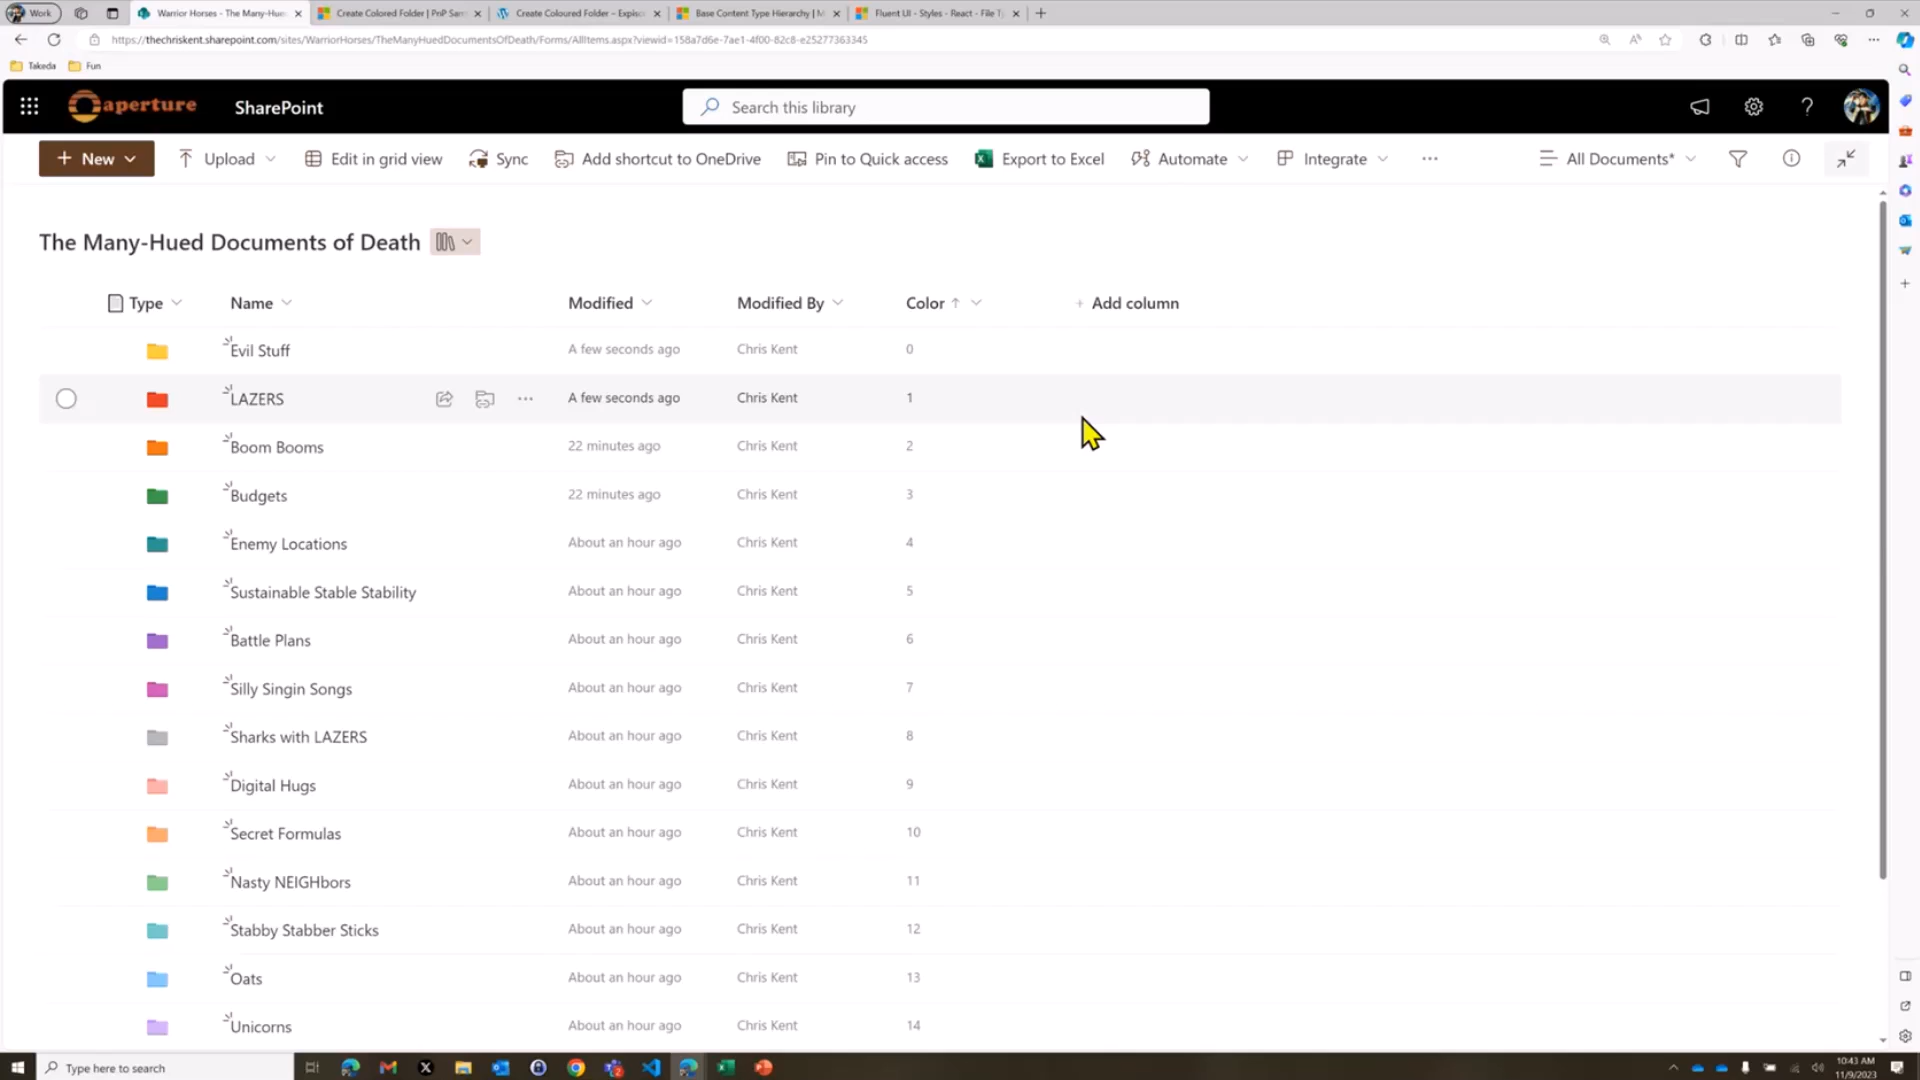 Work
Warrior Horses - The Many-Hue
Create Colored Folder | PnP Sam
Create Coloured Folder – Expisc
Base Content Type Hierarchy | M
Fluent UI - Styles - React - File Ty
https://thechriskent.sharepoint.com/sites/WarriorHorses/TheManyHuedDocumentsOfDeath/Forms/AllItems.aspx?viewid=158a7d6e-7ae1-4f00-82c8-e25277363345
Takeda Fun
aperture SharePoint Search this library
New Upload Edit in grid view Sync Add shortcut to OneDrive Pin to Quick access Export to Excel Automate Integrate All Documents*
The Many-Hued Documents of Death
Type Name Modified Modified By Color Add column
Evil Stuff A few seconds ago Chris Kent 0
LAZERS A few seconds ago Chris Kent 1
Boom Booms 22 minutes ago Chris Kent 2
Budgets 22 minutes ago Chris Kent 3
Enemy Locations About an hour ago Chris Kent 4
Sustainable Stable Stability About an hour ago Chris Kent 5
Battle Plans About an hour ago Chris Kent 6
Silly Singin Songs About an hour ago Chris Kent 7
Sharks with LAZERS About an hour ago Chris Kent 8
Digital Hugs About an hour ago Chris Kent 9
Secret Formulas About an hour ago Chris Kent 10
Nasty NEIGHbors About an hour ago Chris Kent 11
Stabby Stabber Sticks About an hour ago Chris Kent 12
Oats About an hour ago Chris Kent 13
Unicorns About an hour ago Chris Kent 14
Type here to search
10:43 AM
11/9/2023